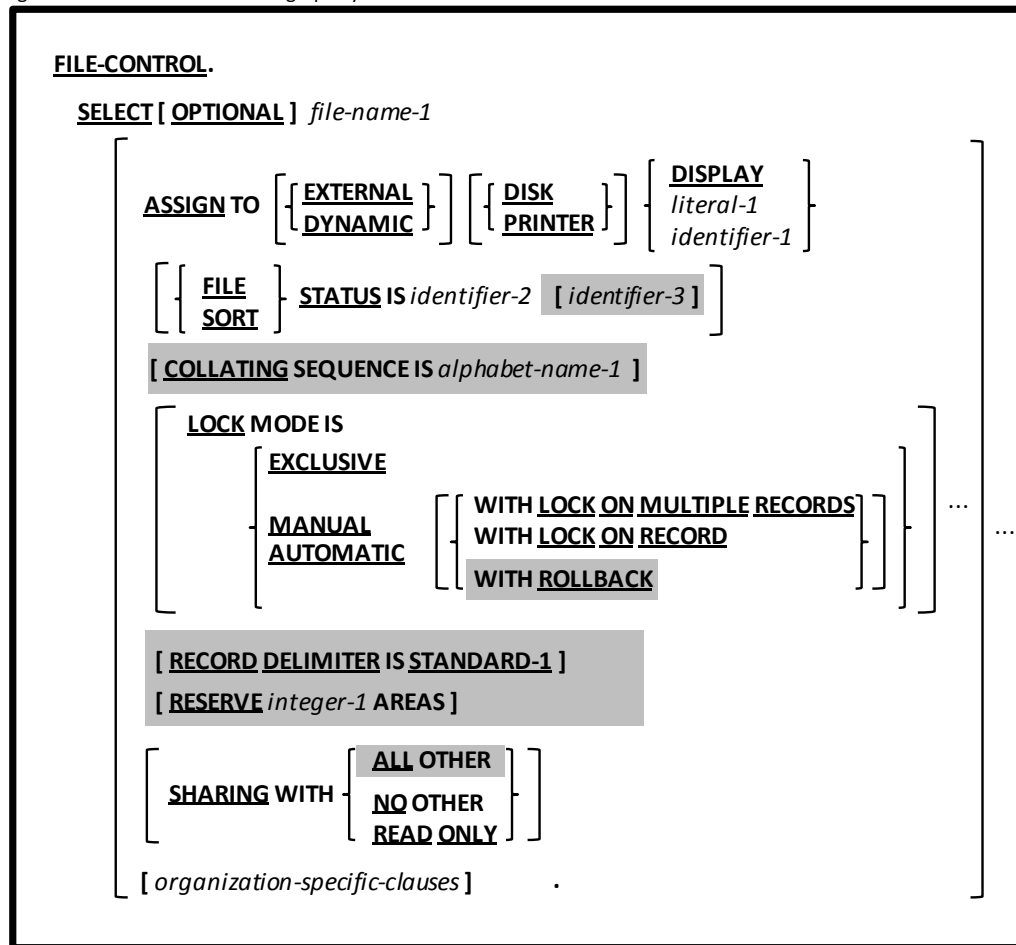 FILE-CONTROL.
SELECT [ OPTIONAL ] file-name-1
ASSIGN TO [ { EXTERNAL
DYNAMIC } ] [ { DISK
PRINTER } ] { DISPLAY
literal-1
identifier-1 }
[ { FILE
SORT } STATUS IS identifier-2 [ identifier-3 ] ]
[ COLLATING SEQUENCE IS alphabet-name-1 ]
LOCK MODE IS
EXCLUSIVE
MANUAL
AUTOMATIC
WITH LOCK ON MULTIPLE RECORDS
WITH LOCK ON RECORD
WITH ROLLBACK
...
...
[ RECORD DELIMITER IS STANDARD-1 ]
[ RESERVE integer-1 AREAS ]
SHARING WITH
ALL OTHER
NO OTHER
READ ONLY
[ organization-specific-clauses ] .